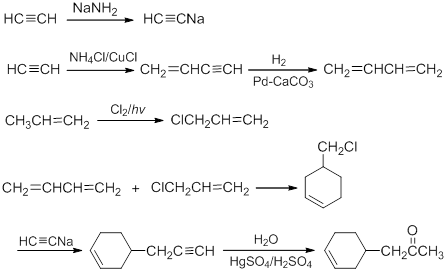 HC≡CH NaNH₂ HC≡CNa
HC≡CH NH₄Cl/CuCl CH₂=CHC≡CH H₂ Pd-CaCO₃ CH₂=CHCH=CH₂
CH₃CH=CH₂ Cl₂/hv ClCH₂CH=CH₂
CH₂Cl
CH₂=CHCH=CH₂ + ClCH₂CH=CH₂
HC≡CNa CH₂C≡CH H₂O HgSO₄/H₂SO₄ O CH₂CCH₃